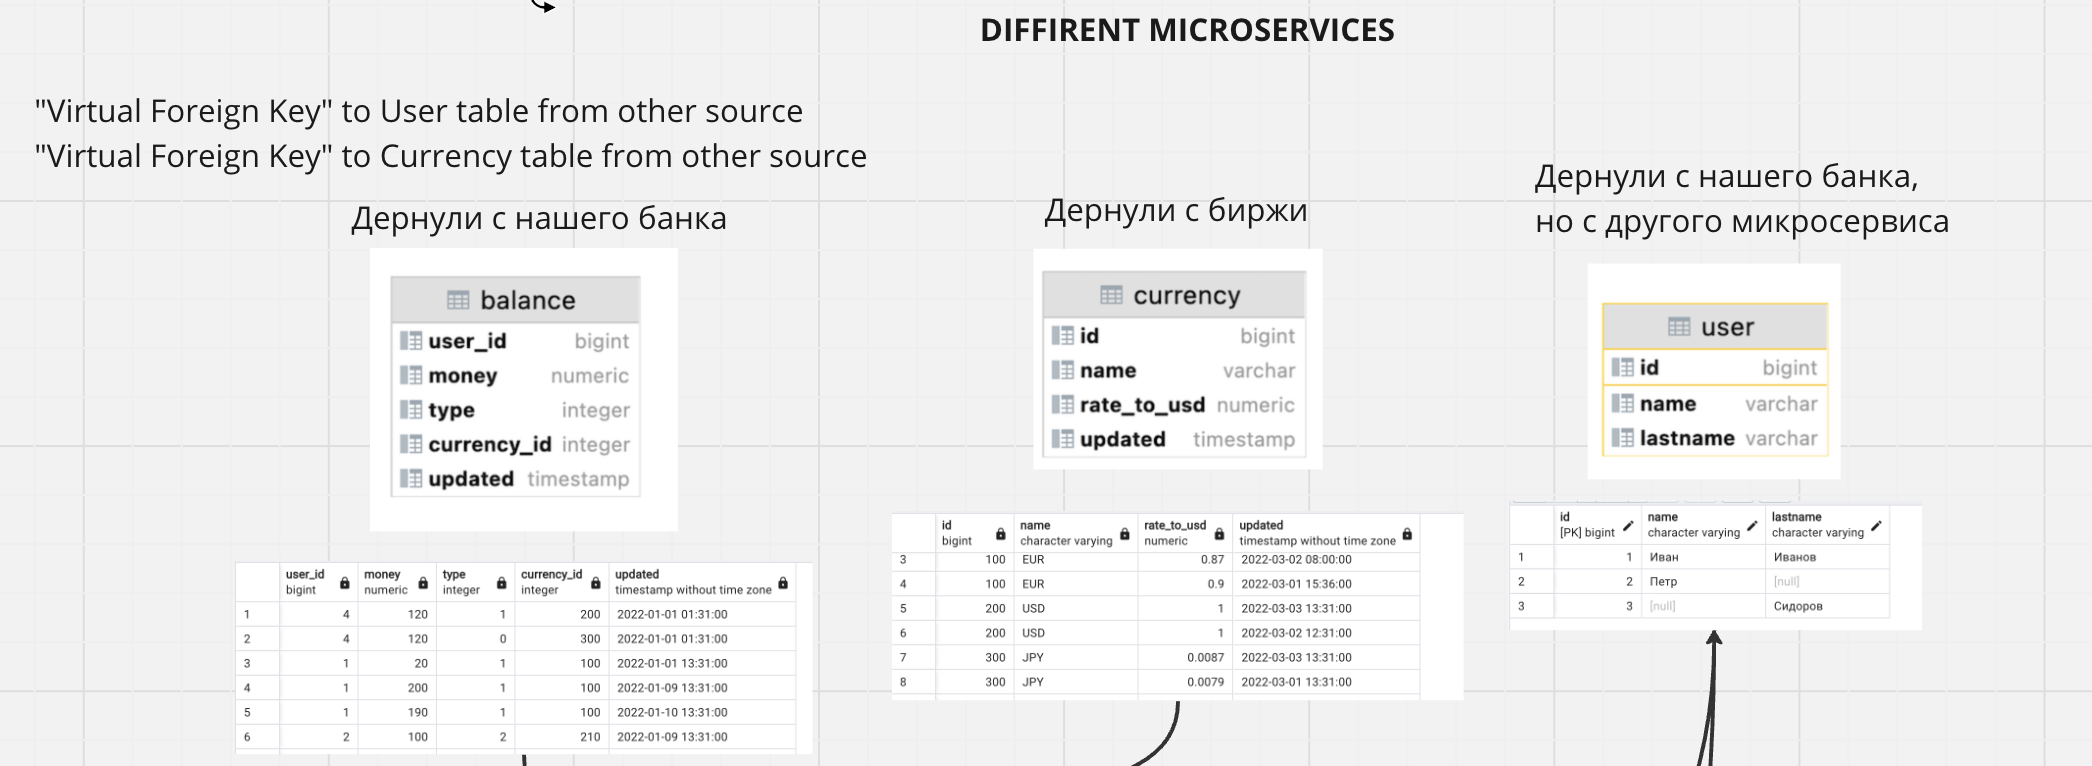 DIFFIRENT MICROSERVICES
"Virtual Foreign Key" to User table from other source
"Virtual Foreign Key" to Currency table from other source
Дернули с нашего банка
balance
user_id bigint
money numeric
type integer
currency_id integer
updated timestamp
user_id money type currency_id updated
bigint numeric integer integer timestamp without time zone
1 4 120 1 200 2022-01-01 01:31:00
2 4 120 0 300 2022-01-01 01:31:00
3 1 20 1 100 2022-01-01 13:31:00
4 1 200 1 100 2022-01-09 13:31:00
5 1 190 1 100 2022-01-10 13:31:00
6 2 100 2 210 2022-01-09 13:31:00
Дернули с биржи
currency
id bigint
name varchar
rate_to_usd numeric
updated timestamp
id name rate_to_usd updated
bigint character varying numeric timestamp without time zone
3 100 EUR 0.87 2022-03-02 08:00:00
4 100 EUR 0.9 2022-03-01 15:36:00
5 200 USD 1 2022-03-03 13:31:00
6 200 USD 1 2022-03-02 12:31:00
7 300 JPY 0.0087 2022-03-03 13:31:00
8 300 JPY 0.0079 2022-03-01 13:31:00
Дернули с нашего банка,
но с другого микросервиса
user
id bigint
name varchar
lastname varchar
id name lastname
[PK] bigint character varying character varying
1 1 Иван Иванов
2 2 Петр [null]
3 3 [null] Сидоров